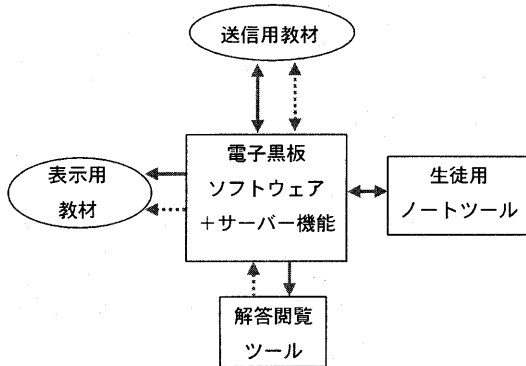 送信用教材
電子黒板
ソフトウェア
＋サーバー機能
表示用
教材
生徒用
ノートツール
解答閲覧
ツール